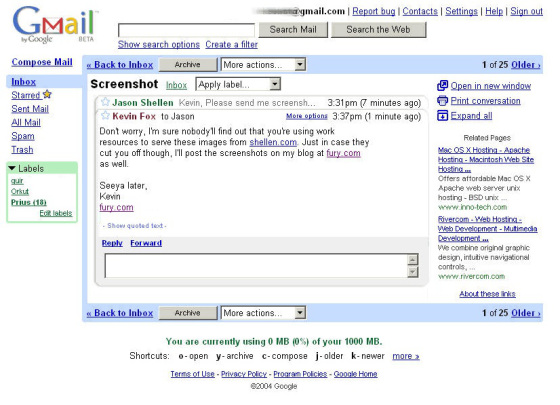 Gmail
by Google BETA
@gmail.com | Report bug | Contacts | Settings | Help | Sign out
Search Mail Search the Web
Show search options Create a filter
Compose Mail
Inbox
Starred
Sent Mail
All Mail
Spam
Trash
Labels
quir
Orkut
Prius (18)
Edit labels
« Back to Inbox Archive More actions... 1 of 25 Older ›
Screenshot Inbox Apply label...
Jason Shellen Kevin, Please send me screensh... 3:31pm (7 minutes ago)
Kevin Fox to Jason More options 3:37pm (1 minute ago)
Don't worry, I'm sure nobody'll find out that you're using work
resources to serve these images from shellen.com. Just in case they
cut you off though, I'll post the screenshots on my blog at fury.com
as well.
Seeya later,
Kevin
fury.com
- Show quoted text -
Reply Forward
Open in new window
Print conversation
Expand all
Related Pages
Mac OS X Hosting - Apache
Hosting - Macintosh Web Site
Hosting ...
Offers affordable Mac OS X
Apache web server unix
hosting - BSD unix ...
www.inno-tech.com
Rivercom - Web Hosting -
Web Development - Multimedia
Development ...
We combine original graphic
design, intuitive navigational
controls, ...
www.rivercom.com
About these links
« Back to Inbox Archive More actions... 1 of 25 Older ›
You are currently using 0 MB (0%) of your 1000 MB.
Shortcuts: o - open y - archive c - compose j - older k - newer more »
Terms of Use - Privacy Policy - Program Policies - Google Home
©2004 Google